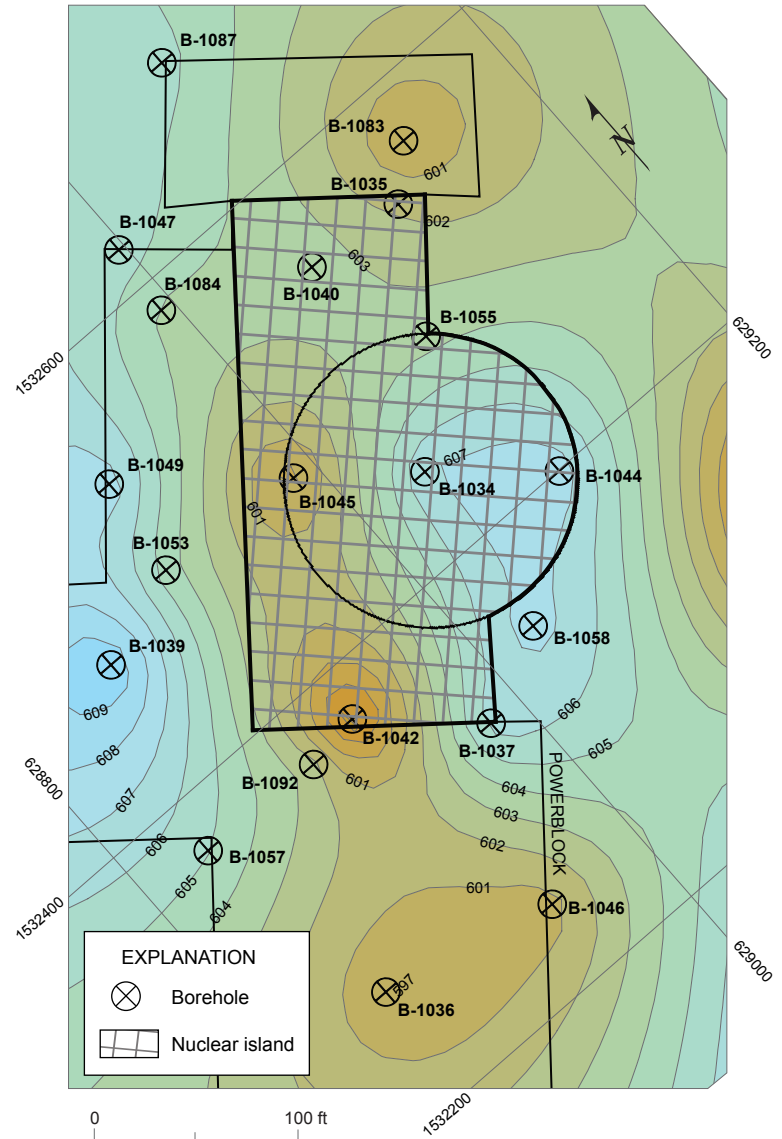 B-1087
B-1083
601
B-1035
602
N
B-1047
603
B-1040
B-1084
B-1055
629200
1532600
607
B-1034
B-1044
B-1049
B-1045
601
B-1053
B-1058
B-1039
606
609
B-1042
B-1037
605
608
B-1092
601
604
628800
607
603
POWERBLOCK
606
602
B-1057
605
601
604
B-1046
1532400
629000
EXPLANATION
Borehole
Nuclear island
597
B-1036
0 100 ft
1532200